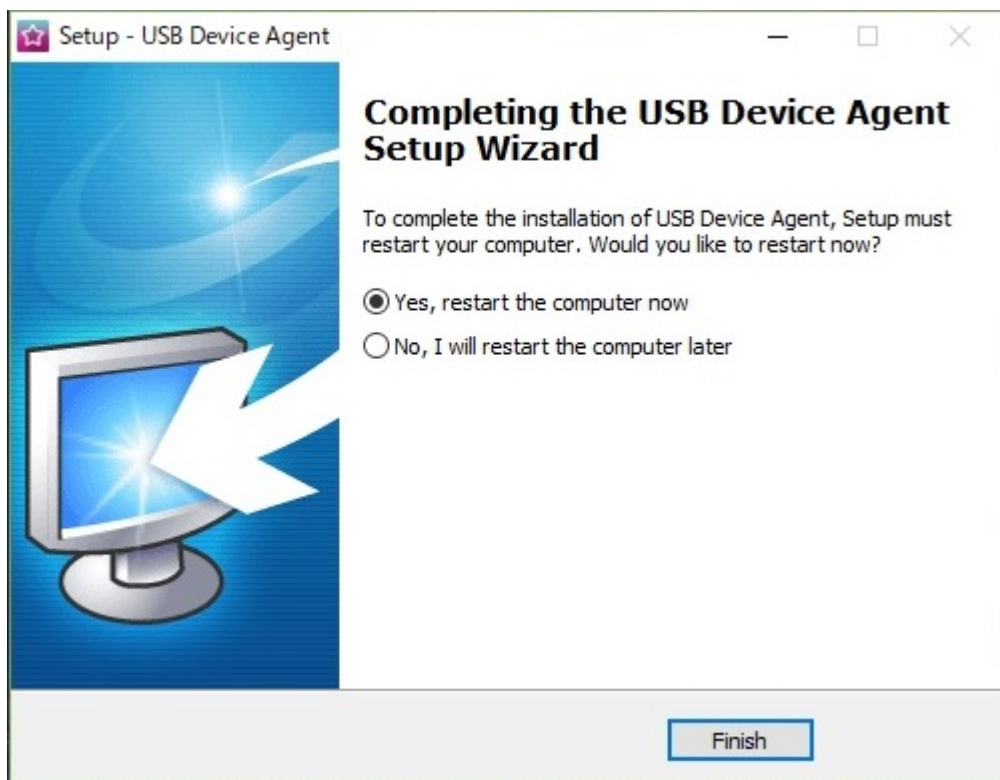 Setup - USB Device Agent
Completing the USB Device Agent
Setup Wizard
To complete the installation of USB Device Agent, Setup must
restart your computer. Would you like to restart now?
Yes, restart the computer now
No, I will restart the computer later
Finish